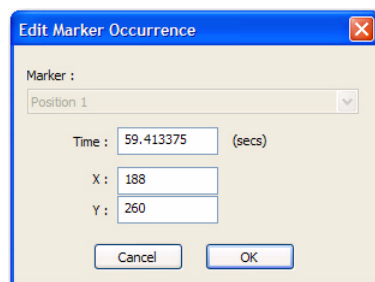 Edit Marker Occurrence
Marker :
Position 1
Time : 59.413375 (secs)
X : 188
Y : 260
Cancel OK